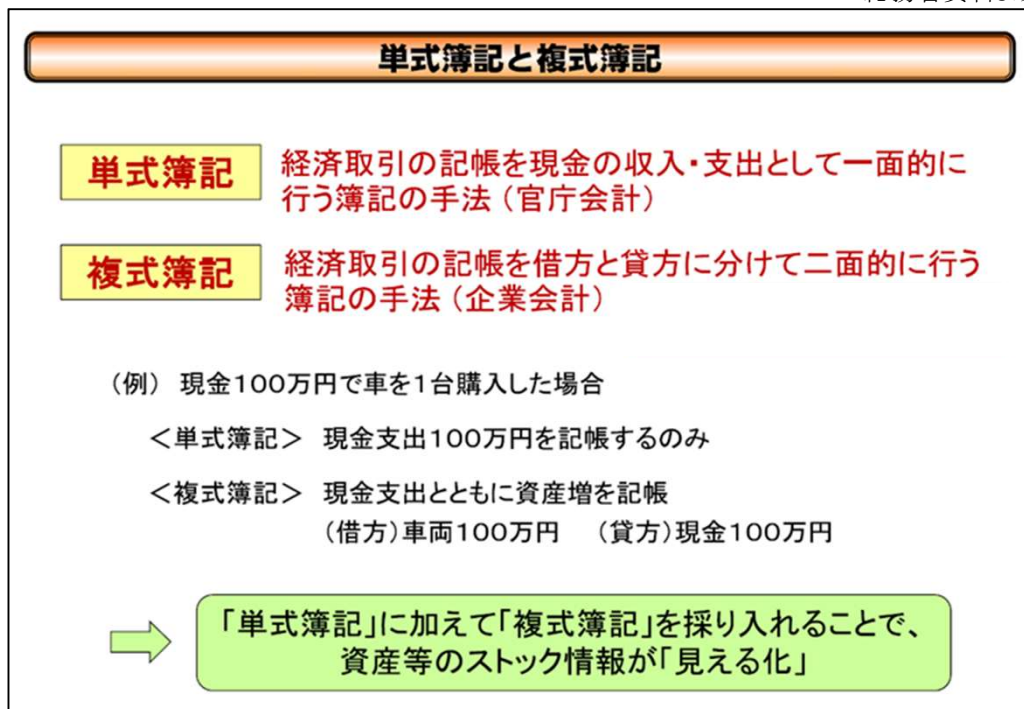 単式簿記と複式簿記
単式簿記
経済取引の記帳を現金の収入・支出として一面的に
行う簿記の手法（官庁会計）
複式簿記
経済取引の記帳を借方と貸方に分けて二面的に行う
簿記の手法（企業会計）
（例） 現金１００万円で車を１台購入した場合
＜単式簿記＞ 現金支出１００万円を記帳するのみ
＜複式簿記＞ 現金支出とともに資産増を記帳
（借方）車両１００万円 （貸方）現金１００万円
「単式簿記」に加えて「複式簿記」を採り入れることで、
資産等のストック情報が「見える化」